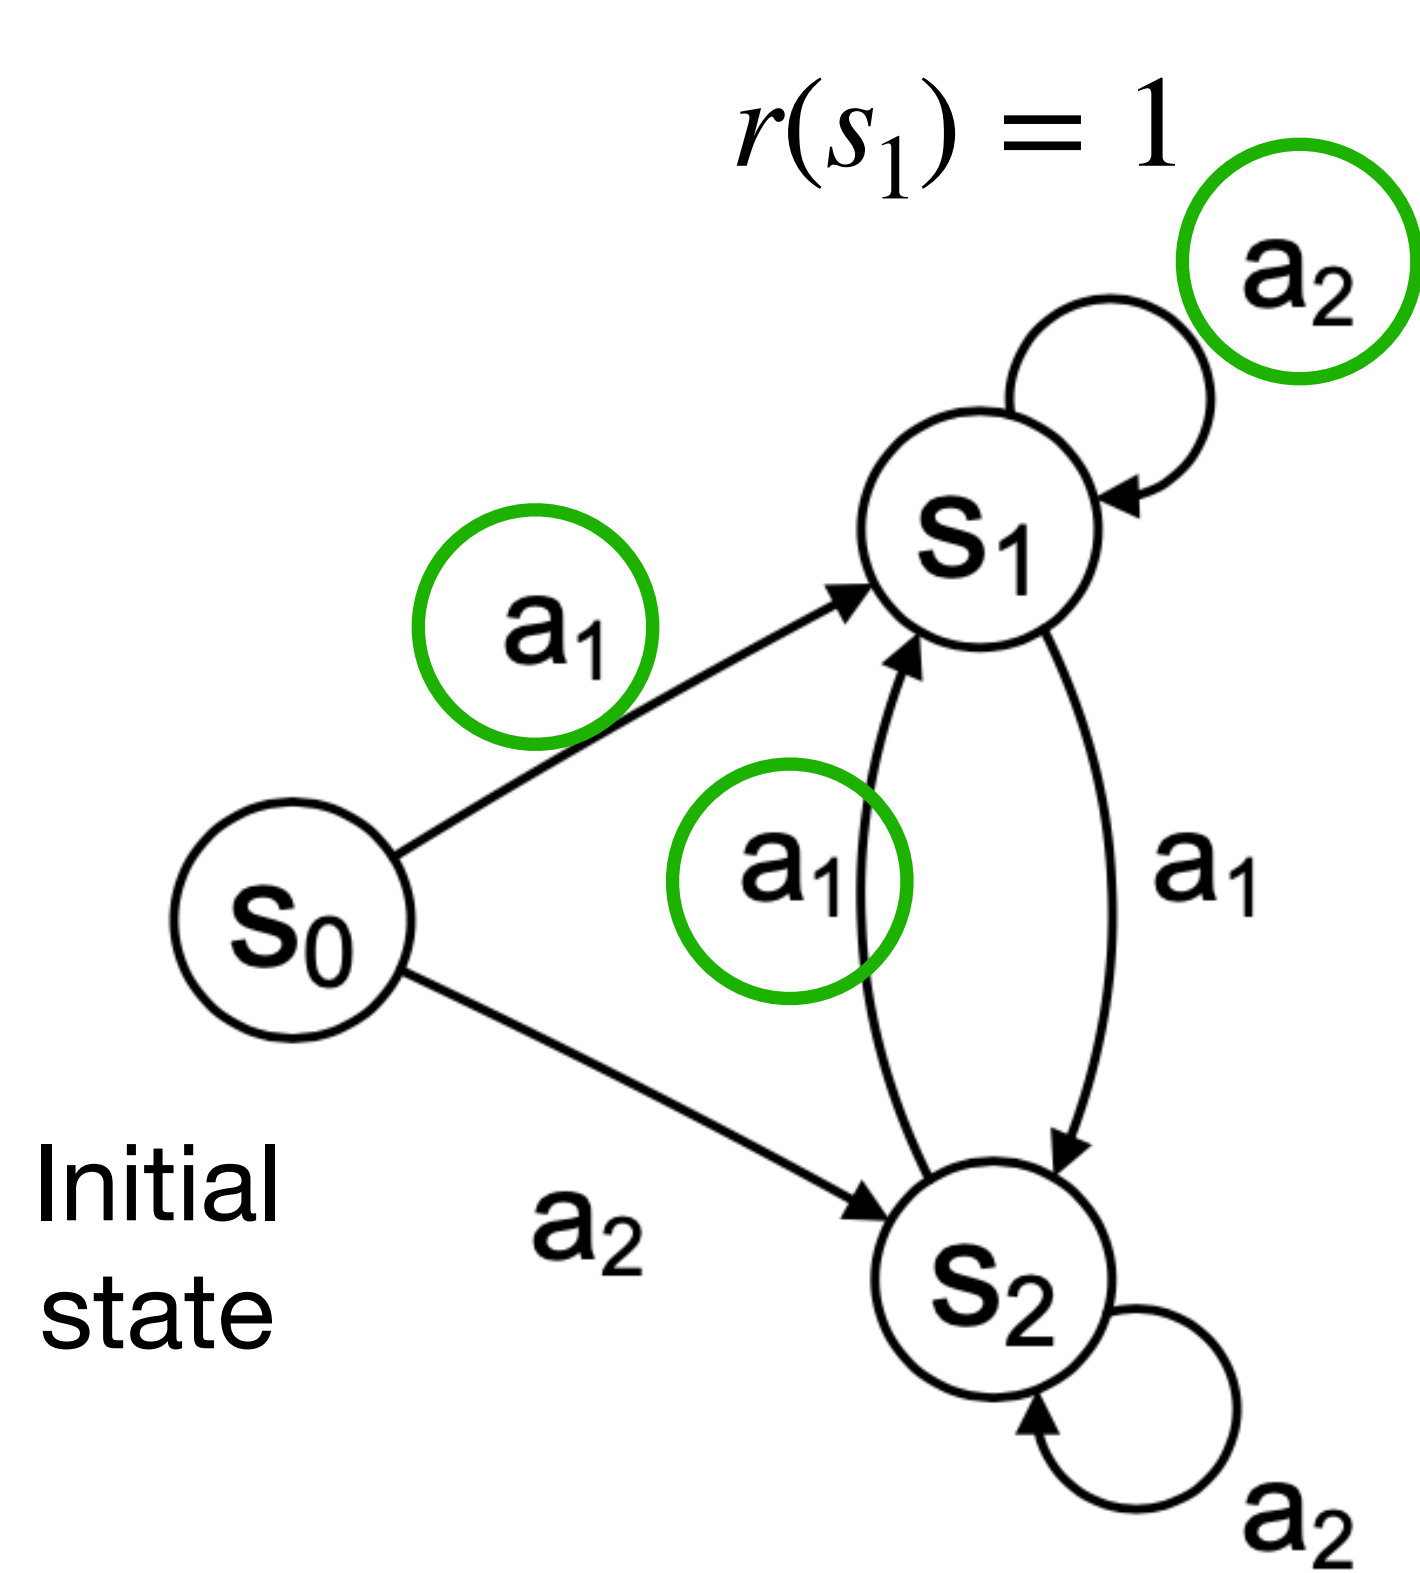 r(s₁) = 1
a₂
s₁
a₁
a₁
a₁
s₀
Initial
state
a₂
s₂
a₂